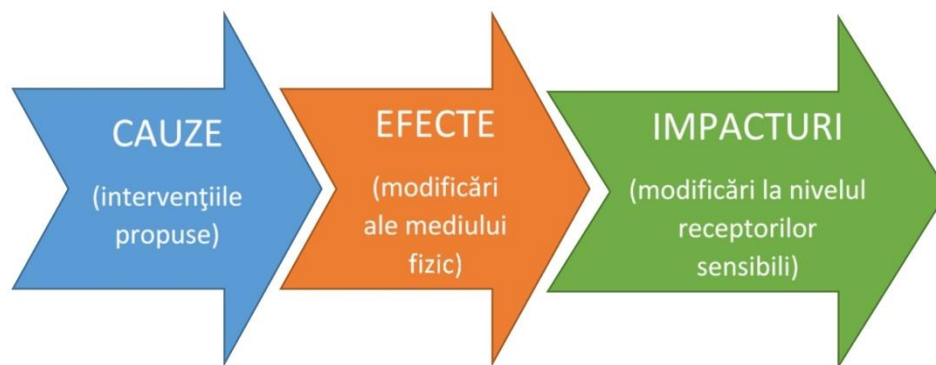 CAUZE
(intervenţiile
propuse)
EFECTE
(modificări
ale mediului
fizic)
IMPACTURI
(modificări la nivelul
receptorilor
sensibili)